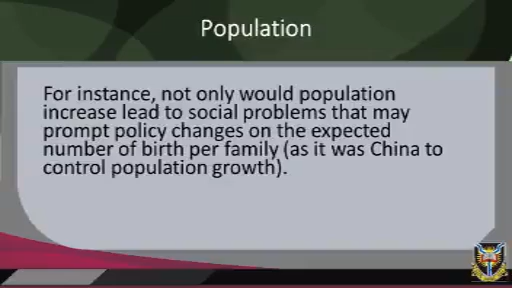 Population
For instance, not only would population
increase lead to social problems that may
prompt policy changes on the expected
number of birth per family (as it was China to
control population growth).